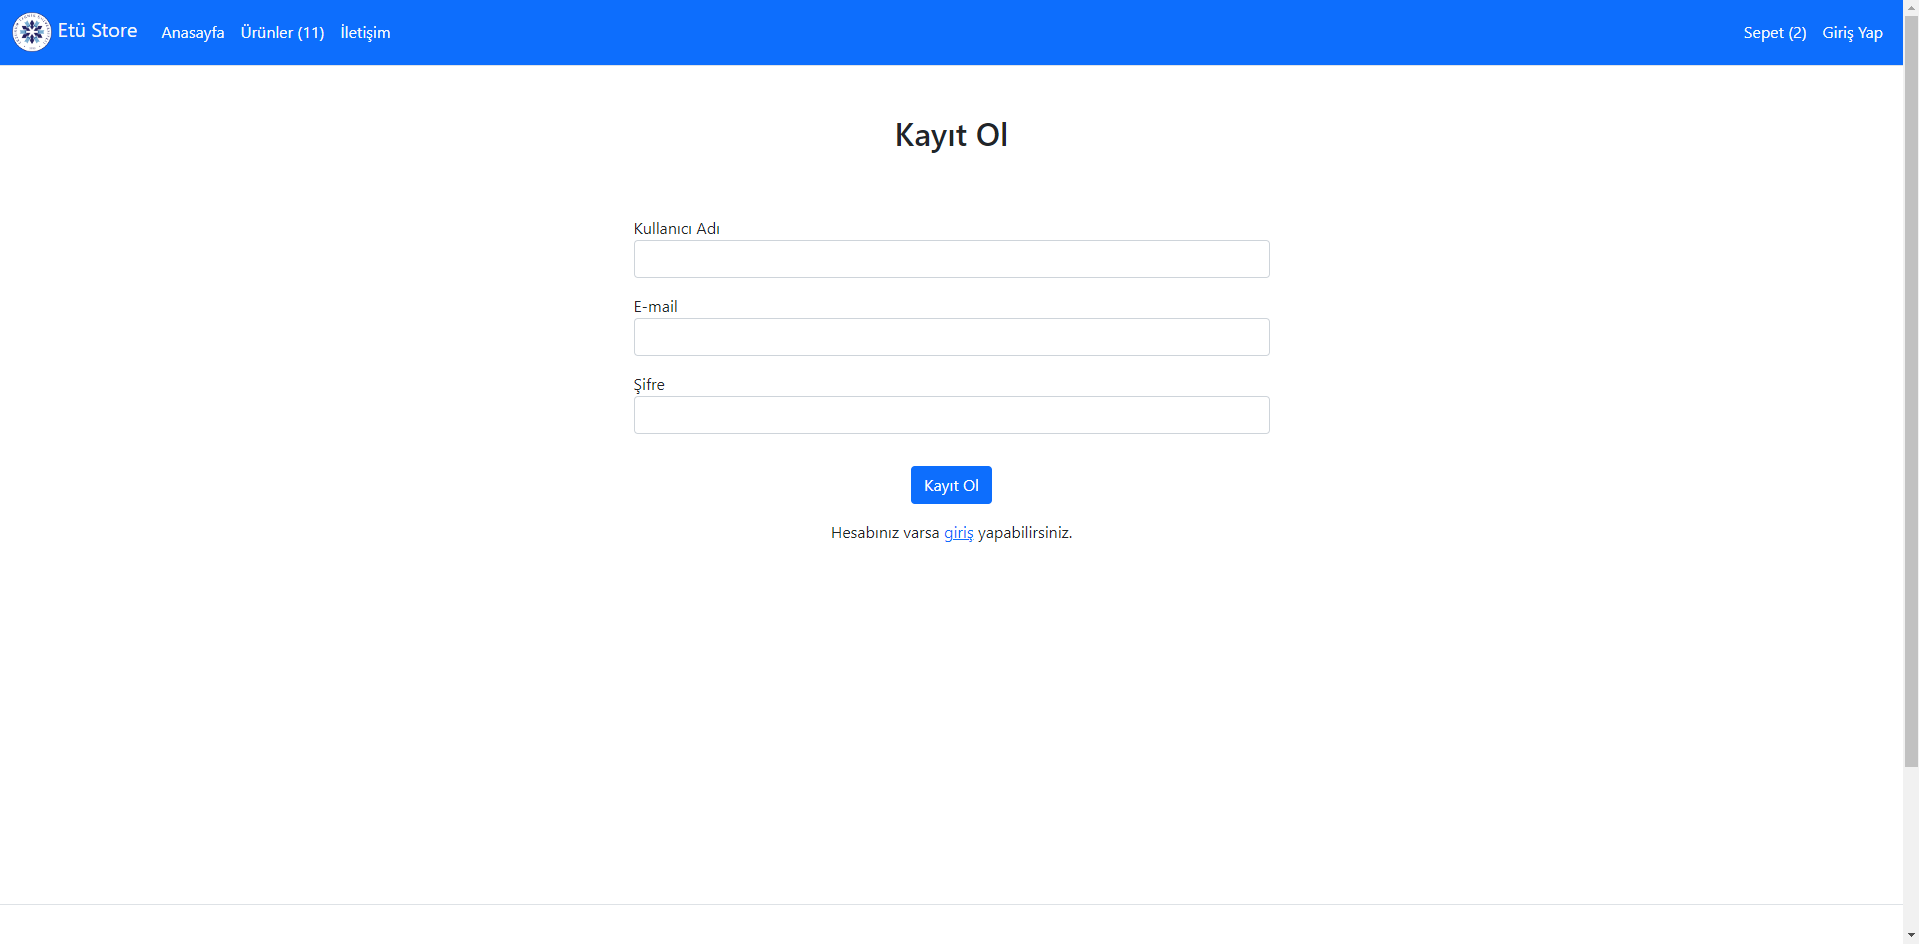 Etü Store Anasayfa Ürünler (11) İletişim Sepet (2) Giriş Yap
Kayıt Ol
Kullanıcı Adı
E-mail
Şifre
Kayıt Ol
Hesabınız varsa giriş yapabilirsiniz.